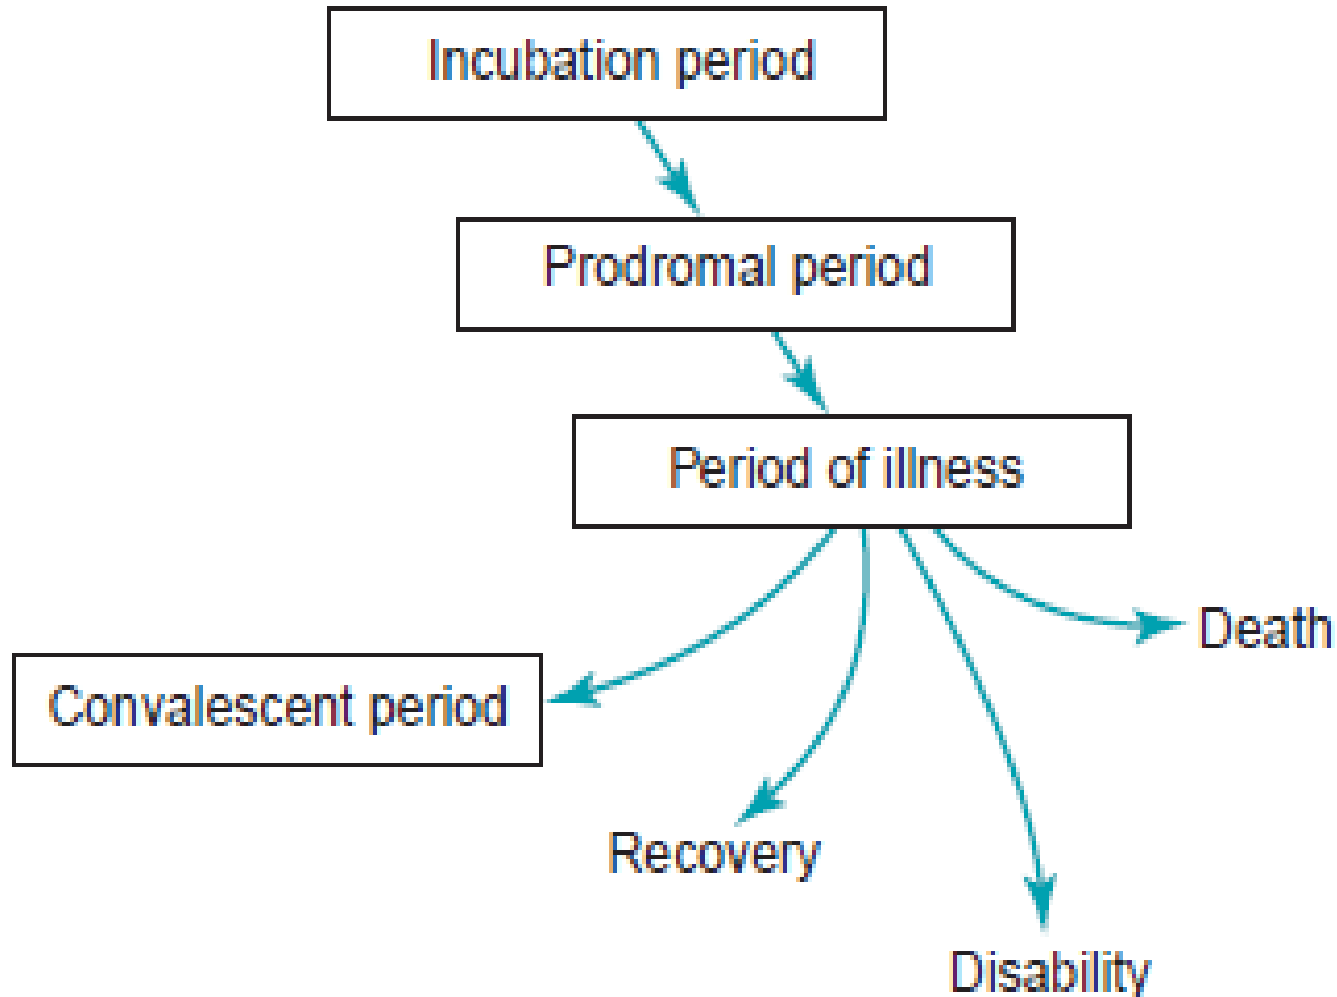 Incubation period
Prodromal period
Period of illness
Death
Convalescent period
Recovery
Disability